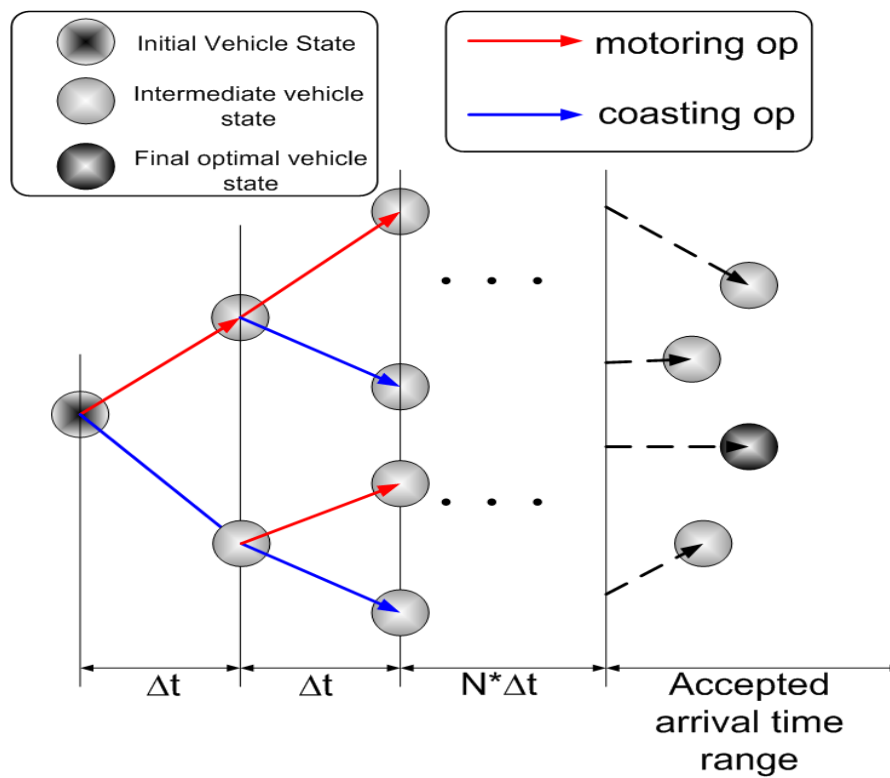 Initial Vehicle State
Intermediate vehicle
state
Final optimal vehicle
state
motoring op
coasting op
. . .
. . .
Δt
Δt
N*Δt
Accepted
arrival time
range